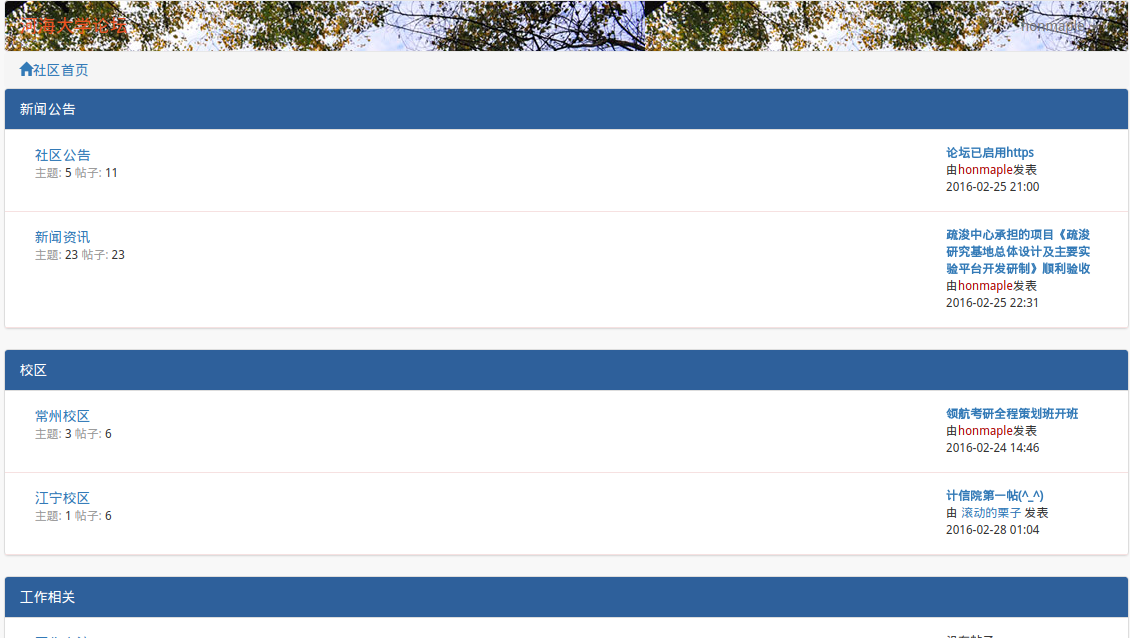 河海大学论坛
honmaple
社区首页
新闻公告
社区公告
主题: 5 帖子: 11
论坛已启用https
由honmaple发表
2016-02-25 21:00
新闻资讯
主题: 23 帖子: 23
疏浚中心承担的项目《疏浚
研究基地总体设计及主要实
验平台开发研制》顺利验收
由honmaple发表
2016-02-25 22:31
校区
常州校区
主题: 3 帖子: 6
领航考研全程策划班开班
由honmaple发表
2016-02-24 14:46
江宁校区
主题: 1 帖子: 6
计信院第一帖(^_^)
由 滚动的栗子 发表
2016-02-28 01:04
工作相关